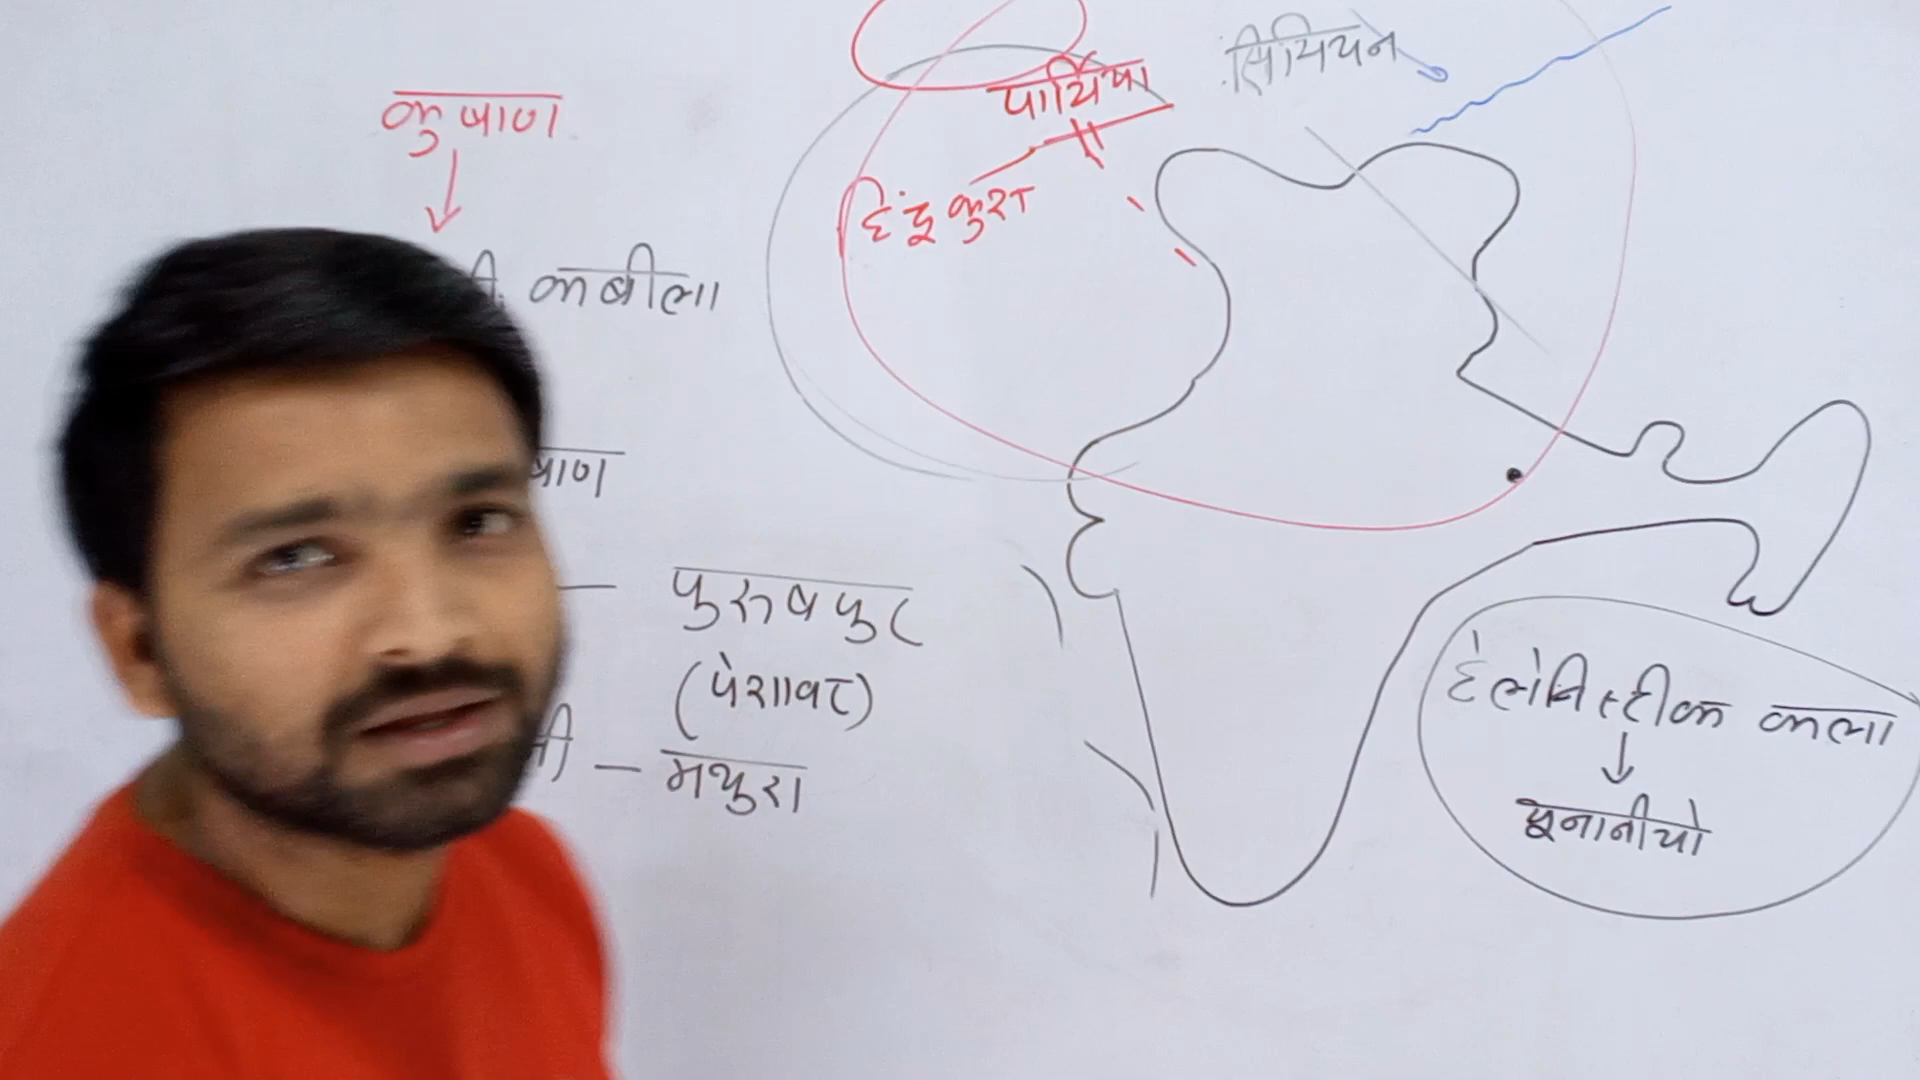 कुषाण
कबीला
षाण
— पुरुषपुर
(पेशावर)
ी — मथुरा
पार्थिया
हिंदूकुश
सिथियन
हेलेनिस्टीक कला
यूनानीयो